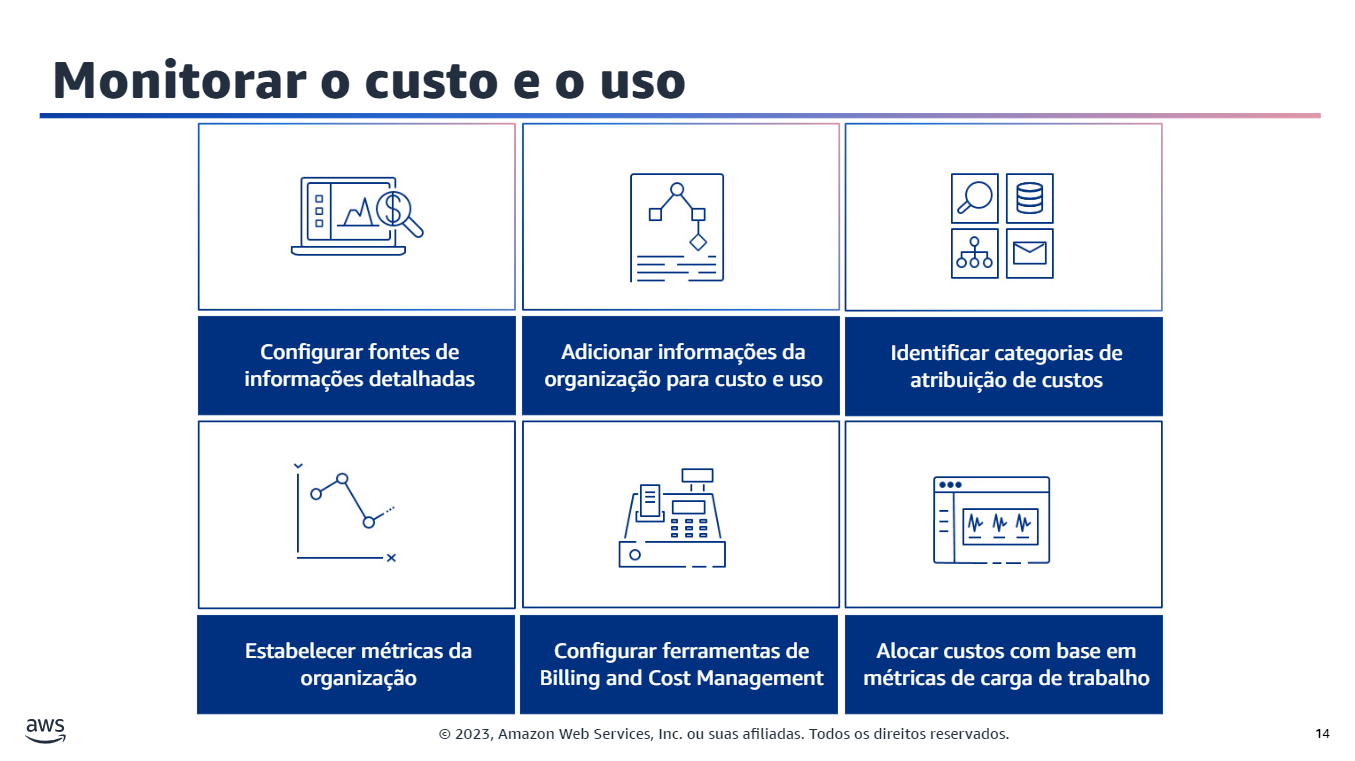 Monitorar o custo e o uso
Configurar fontes de
informações detalhadas
Adicionar informações da
organização para custo e uso
Identificar categorias de
atribuição de custos
Estabelecer métricas da
organização
Configurar ferramentas de
Billing and Cost Management
Alocar custos com base em
métricas de carga de trabalho
aws
© 2023, Amazon Web Services, Inc. ou suas afiliadas. Todos os direitos reservados.
14